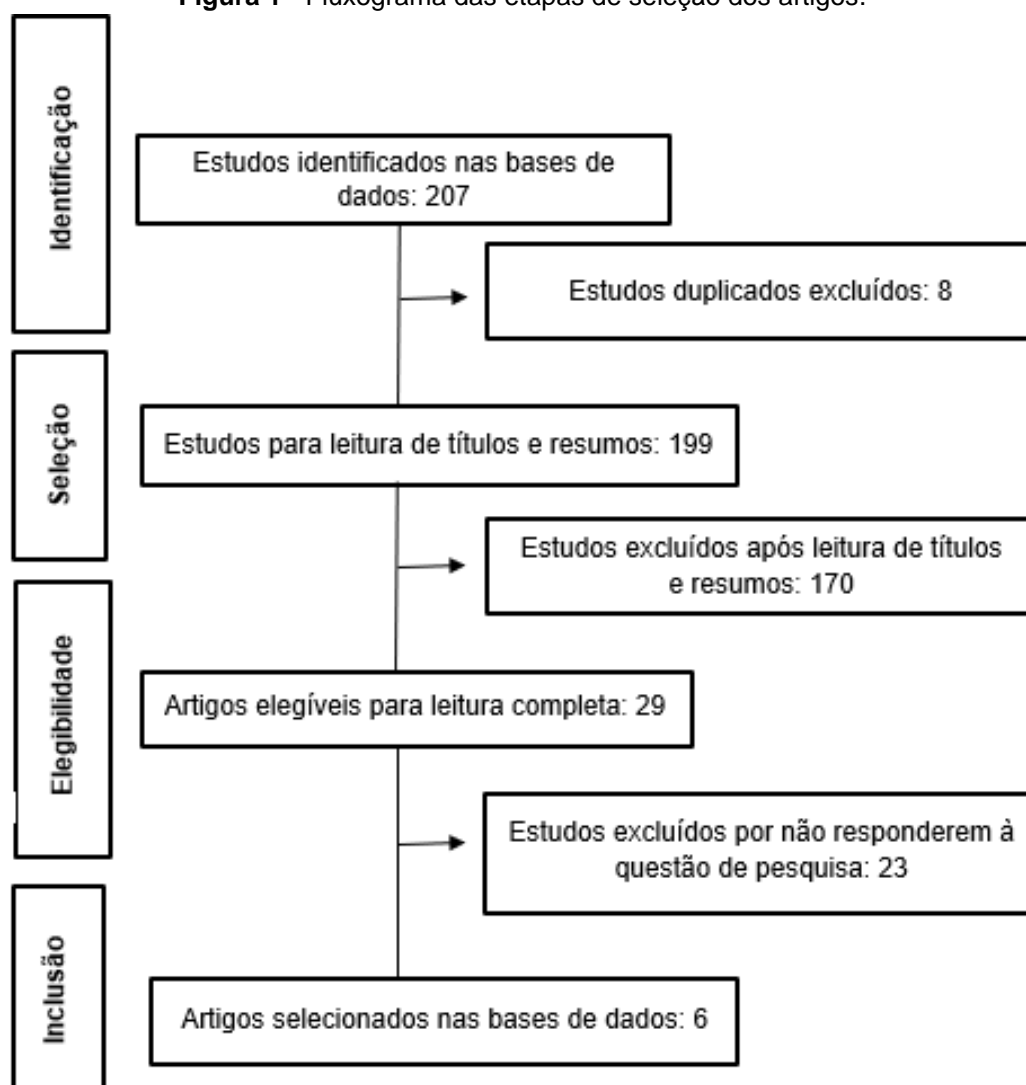 Figura 1 - Fluxograma das etapas de seleção dos artigos.
Identificação
Estudos identificados nas bases de
dados: 207
Estudos duplicados excluídos: 8
Seleção
Estudos para leitura de títulos e resumos: 199
Estudos excluídos após leitura de títulos
e resumos: 170
Elegibilidade
Artigos elegíveis para leitura completa: 29
Estudos excluídos por não responderem à
questão de pesquisa: 23
Inclusão
Artigos selecionados nas bases de dados: 6